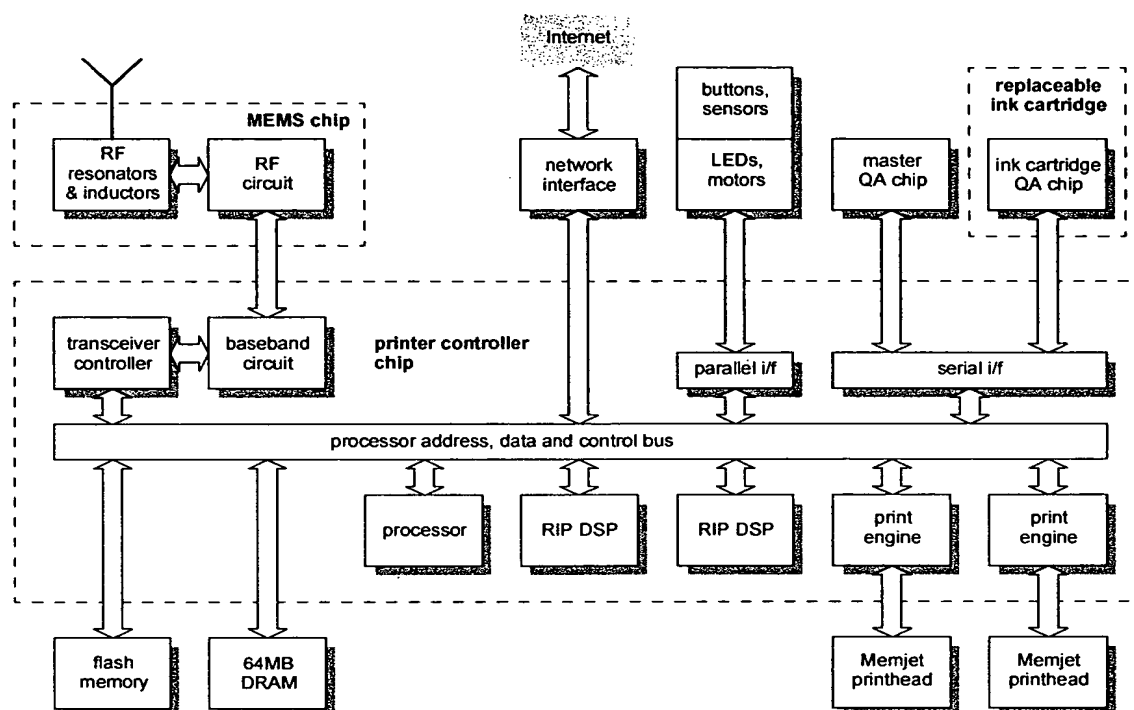 Internet
replaceable
ink cartridge
MEMS chip
buttons,
sensors
RF
resonators
& inductors
RF
circuit
network
interface
LEDs,
motors
master
QA chip
ink cartridge
QA chip
transceiver
controller
baseband
circuit
printer controller
chip
parallel i/f
serial i/f
processor address, data and control bus
processor
RIP DSP
RIP DSP
print
engine
print
engine
flash
memory
64MB
DRAM
Memjet
printhead
Memjet
printhead